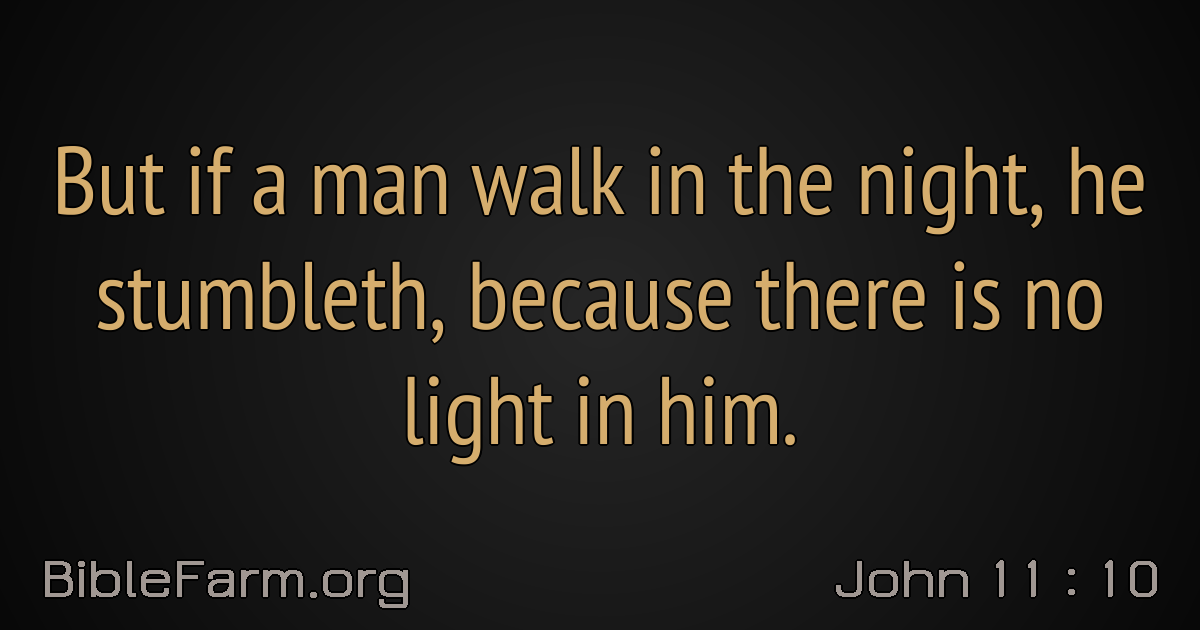 But if a man walk in the night, he
stumbleth, because there is no
light in him.
BibleFarm.org
John 11 : 10